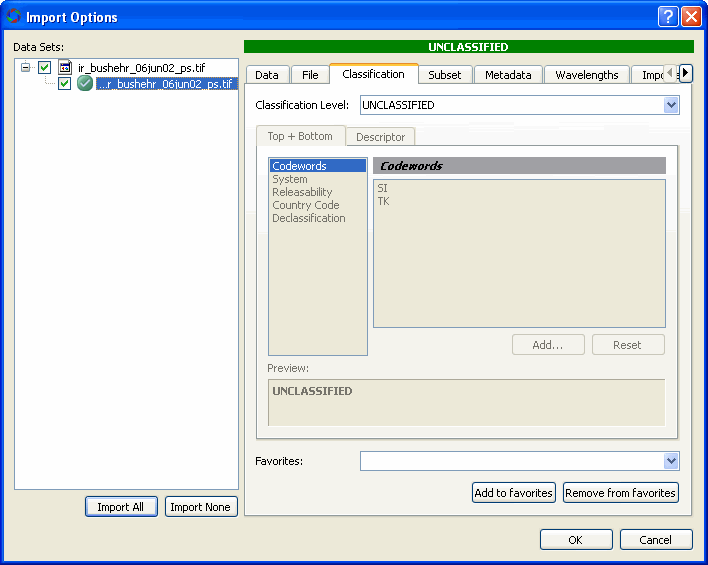 Import Options
Data Sets:
ir_bushehr_06jun02_ps.tif
...r_bushehr_06jun02_ps.tif
Import All
Import None
UNCLASSIFIED
Data
File
Classification
Subset
Metadata
Wavelengths
Classification Level:
UNCLASSIFIED
Top + Bottom
Descriptor
Codewords
System
Releasability
Country Code
Declassification
Codewords
SI
TK
Add...
Reset
Preview:
UNCLASSIFIED
Favorites:
Add to favorites
Remove from favorites
OK
Cancel